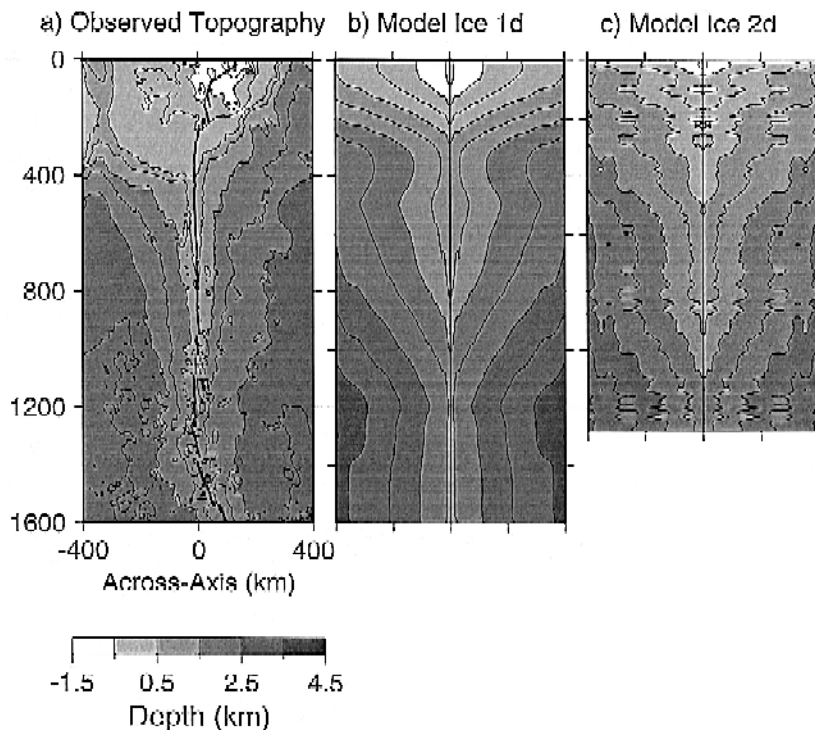 a) Observed Topography b) Model Ice 1d c) Model Ice 2d
0
400
800
1200
1600
-400 0 400
Across-Axis (km)
-1.5 0.5 2.5 4.5
Depth (km)